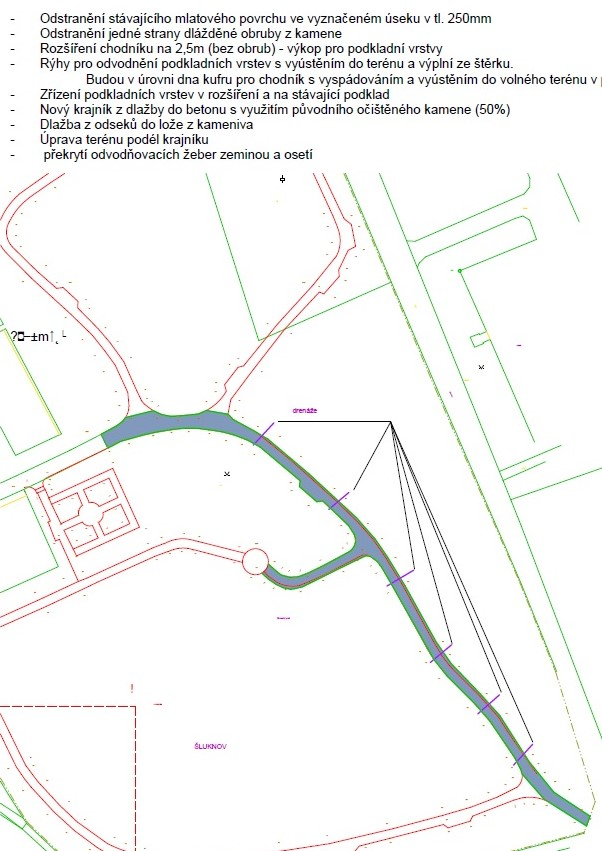 - Odstranění stávajícího mlatového povrchu ve vyznačeném úseku v tl. 250mm
- Odstranění jedné strany dlážděné obruby z kamene
- Rozšíření chodníku na 2,5m (bez obrub) - výkop pro podkladní vrstvy
- Rýhy pro odvodnění podkladních vrstev s vyústěním do terénu a výplní ze štěrku.
Budou v úrovni dna kufru pro chodník s vyspádováním a vyústěním do volného terénu v
- Zřízení podkladních vrstev v rozšíření a na stávající podklad
- Nový krajník z dlažby do betonu s využitím původního očištěného kamene (50%)
- Dlažba z odseků do lože z kameniva
- Úprava terénu podél krajníku
- překrytí odvodňovacích žeber zeminou a osetí
drenáže
ŠLUKNOV